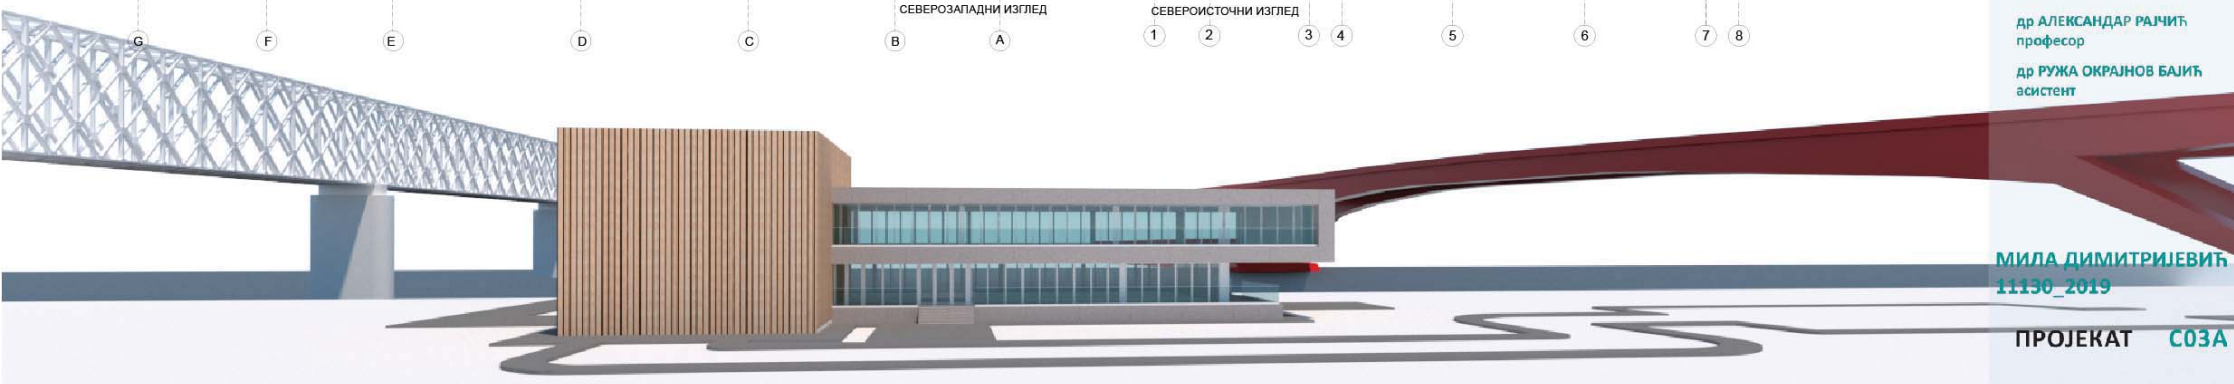 СЕВЕРОЗАПАДНИ ИЗГЛЕД
СЕВЕРОИСТОЧНИ ИЗГЛЕД
G F E D C B A 1 2 3 4 5 6 7 8
др АЛЕКСАНДАР РАЈЧИЋ
професор
др РУЖА ОКРАЈНОВ БАЈИЋ
асистент
МИЛА ДИМИТРИЈЕВИЋ
11130_2019
ПРОЈЕКАТ С03А